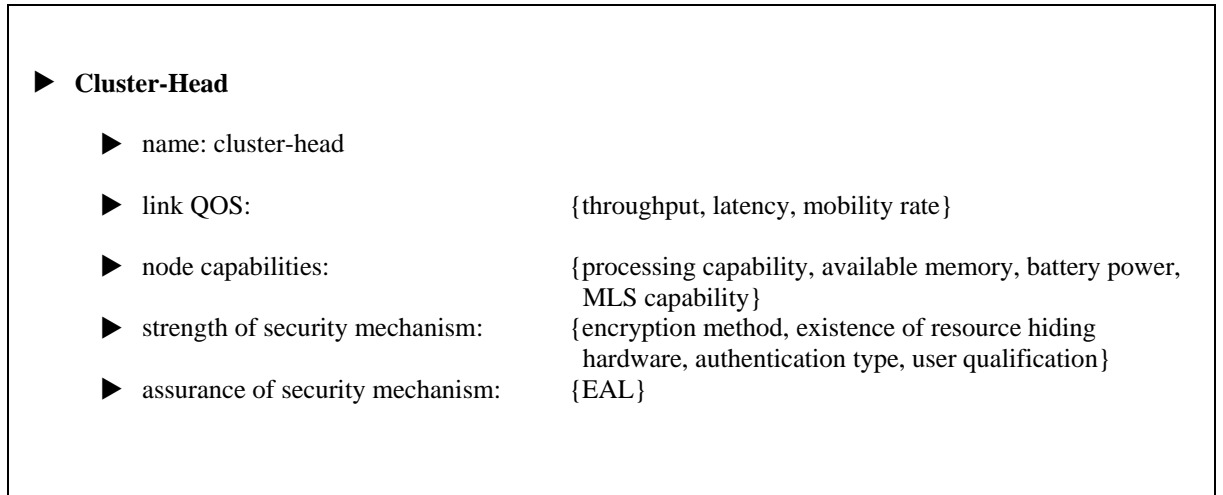 ▶ Cluster-Head
▶ name: cluster-head
▶ link QOS: {throughput, latency, mobility rate}
▶ node capabilities: {processing capability, available memory, battery power,
MLS capability}
▶ strength of security mechanism: {encryption method, existence of resource hiding
hardware, authentication type, user qualification}
▶ assurance of security mechanism: {EAL}